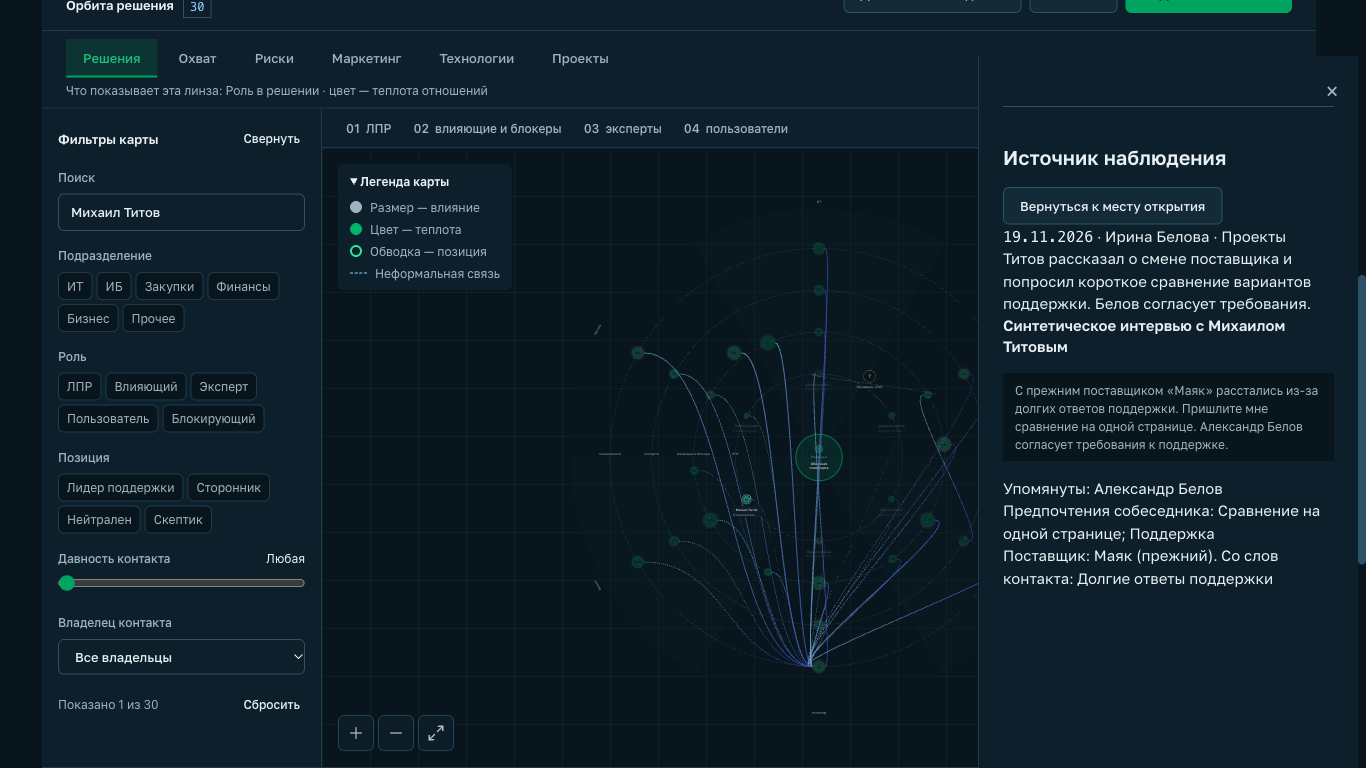 Орбита решения 30
Решения Охват Риски Маркетинг Технологии Проекты
Что показывает эта линза: Роль в решении · цвет — теплота отношений
×
Фильтры карты Свернуть
01 ЛПР 02 влияющие и блокеры 03 эксперты 04 пользователи
Поиск
Михаил Титов
Подразделение
ИТ ИБ Закупки Финансы
Бизнес Прочее
Роль
ЛПР Влияющий Эксперт
Пользователь Блокирующий
Позиция
Лидер поддержки Сторонник
Нейтрален Скептик
Давность контакта Любая
Владелец контакта
Все владельцы
Показано 1 из 30 Сбросить
▼Легенда карты
Размер — влияние
Цвет — теплота
Обводка — позиция
Неформальная связь
+ −
Источник наблюдения
Вернуться к месту открытия
19.11.2026 · Ирина Белова · Проекты
Титов рассказал о смене поставщика и
попросил короткое сравнение вариантов
поддержки. Белов согласует требования.
Синтетическое интервью с Михаилом
Титовым
С прежним поставщиком «Маяк» расстались из-за
долгих ответов поддержки. Пришлите мне
сравнение на одной странице. Александр Белов
согласует требования к поддержке.
Упомянуты: Александр Белов
Предпочтения собеседника: Сравнение на
одной странице; Поддержка
Поставщик: Маяк (прежний). Со слов
контакта: Долгие ответы поддержки